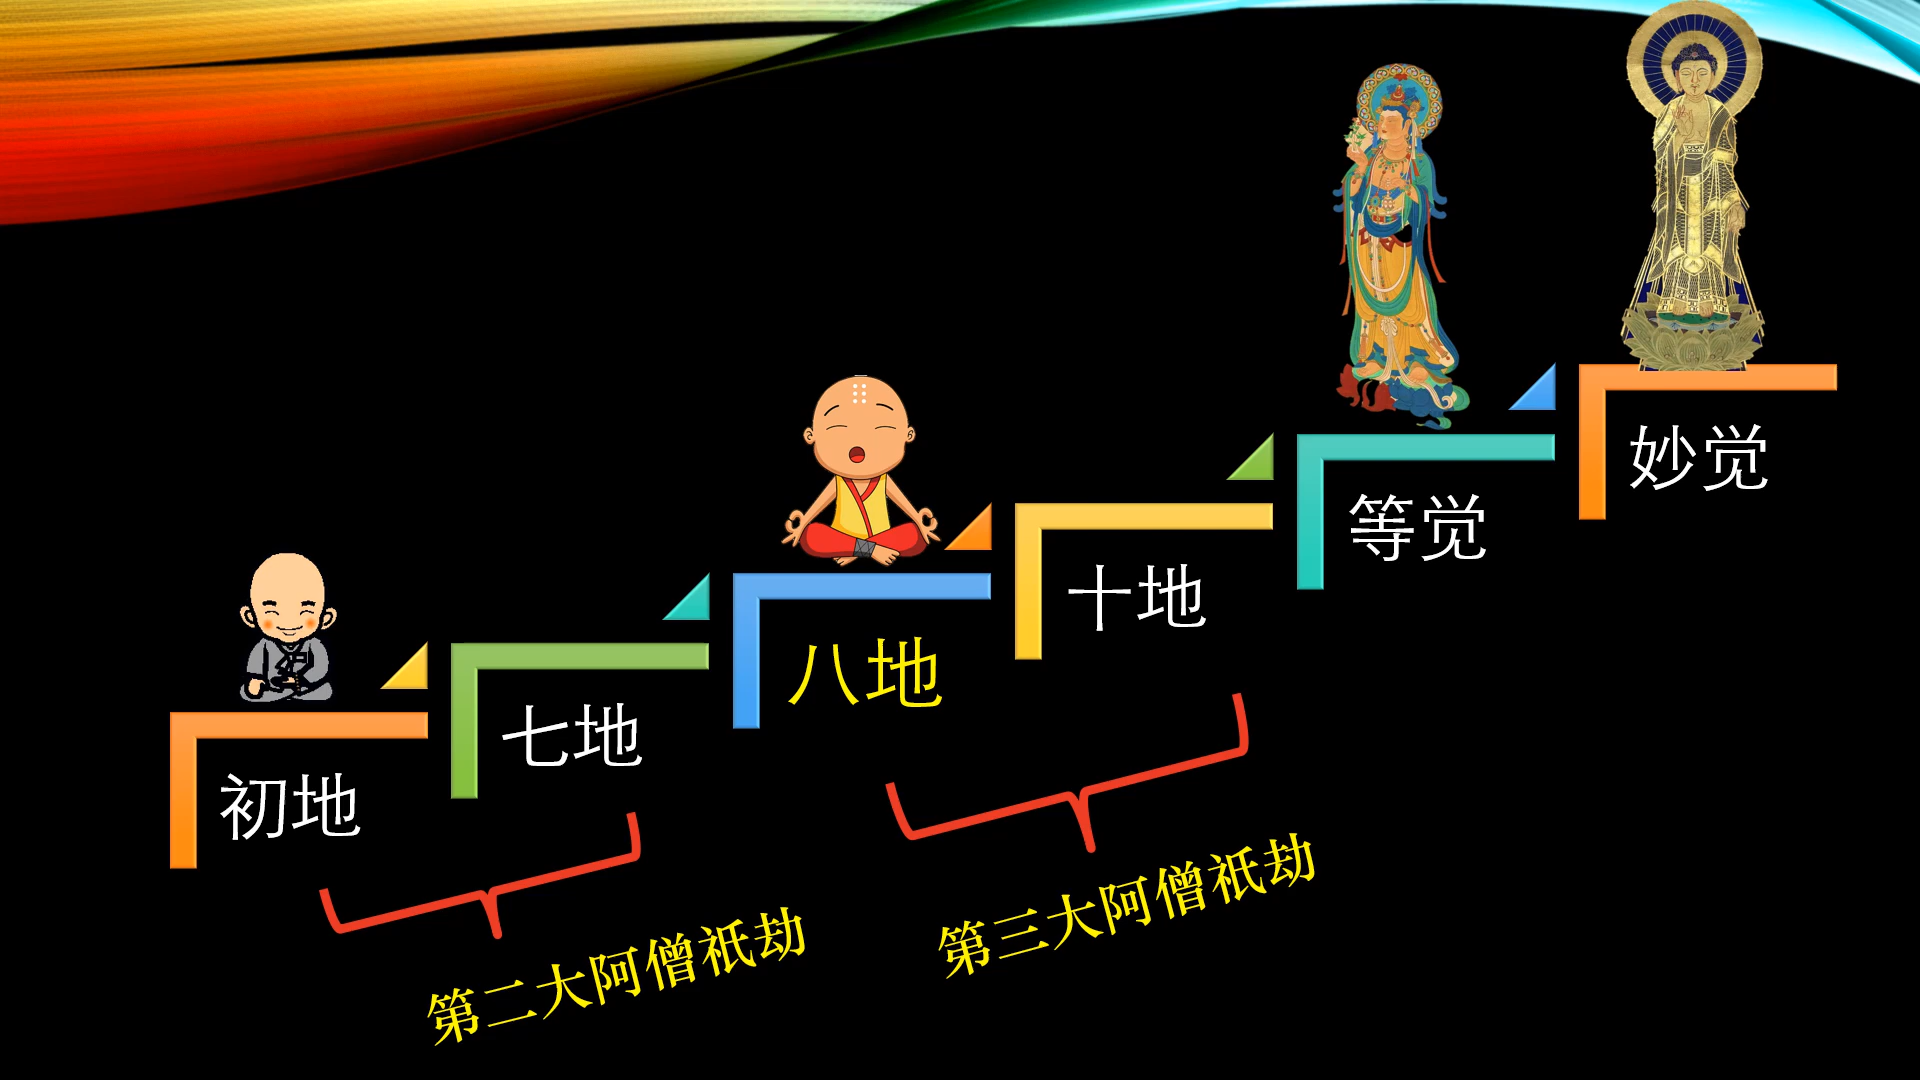 初地
七地
八地
十地
等觉
妙觉
第二大阿僧祇劫
第三大阿僧祇劫